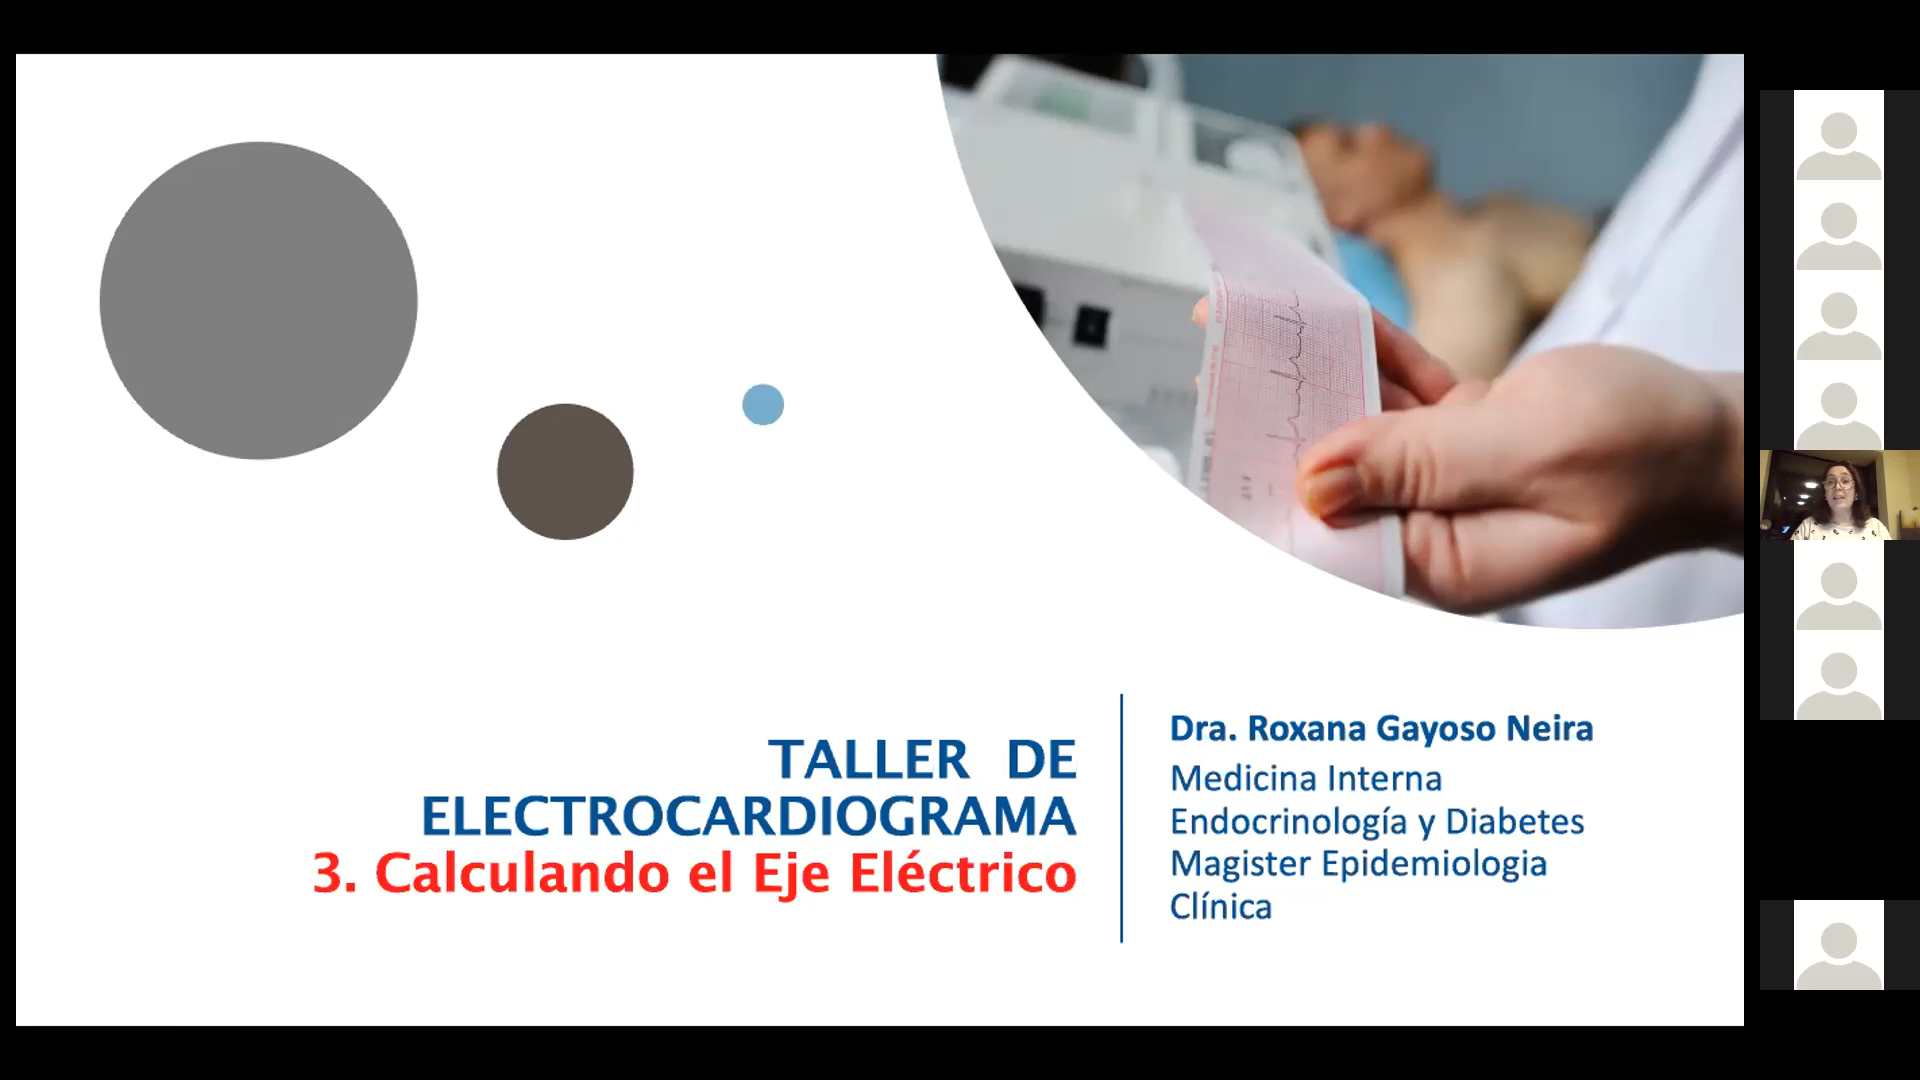 TALLER DE
ELECTROCARDIOGRAMA
3. Calculando el Eje Eléctrico
Dra. Roxana Gayoso Neira
Medicina Interna
Endocrinología y Diabetes
Magister Epidemiologia
Clínica